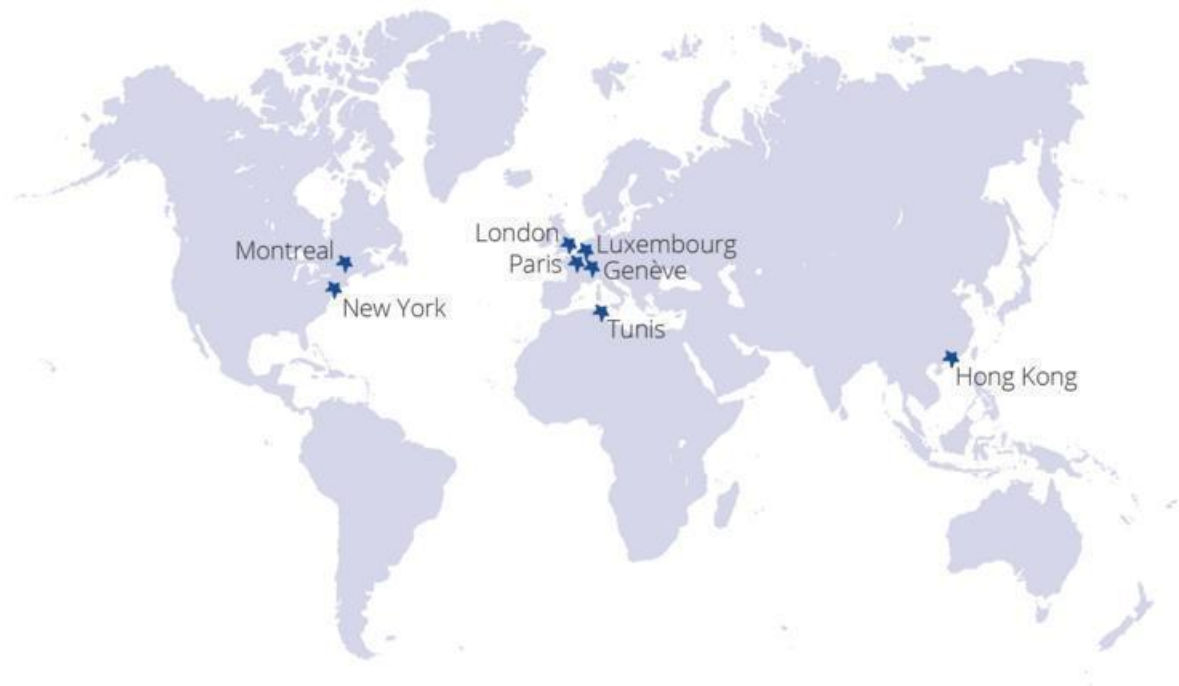 London
Luxembourg
Montreal
Paris
Genève
New York
Tunis
Hong Kong